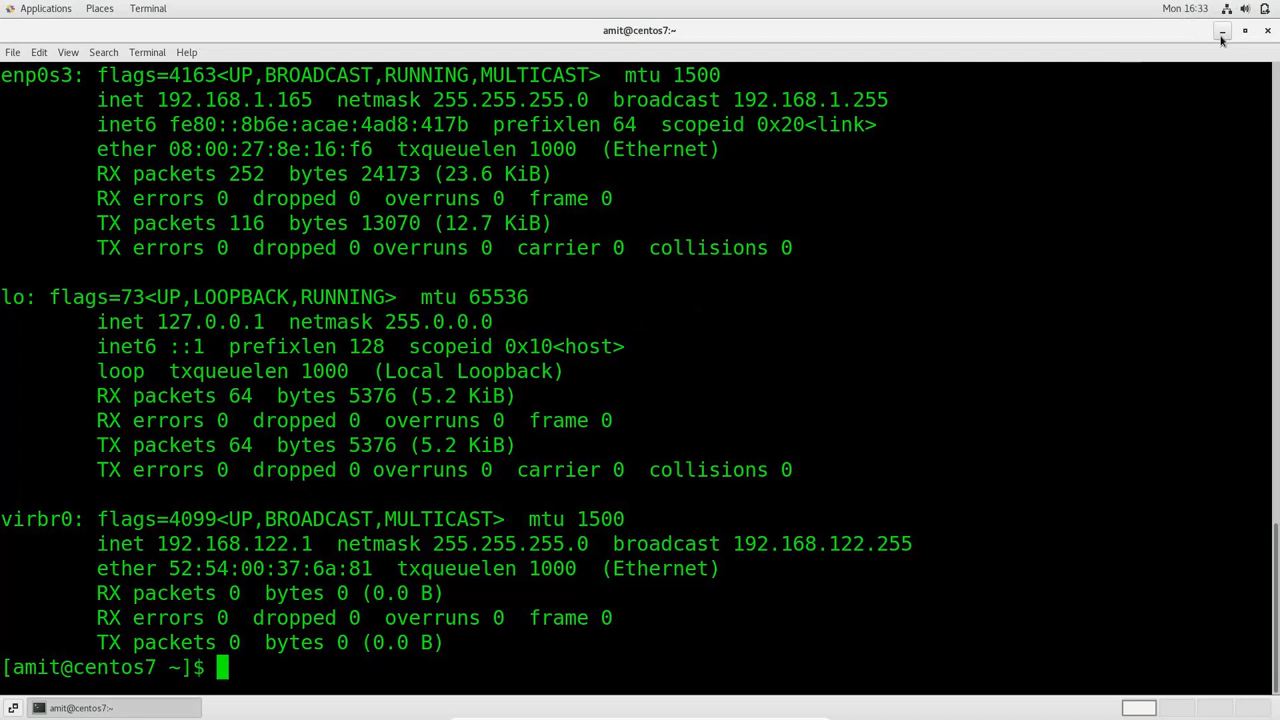 Applications Places Terminal Mon 16:33
amit@centos7:~
File Edit View Search Terminal Help
enp0s3: flags=4163<UP,BROADCAST,RUNNING,MULTICAST>  mtu 1500
        inet 192.168.1.165  netmask 255.255.255.0  broadcast 192.168.1.255
        inet6 fe80::8b6e:acae:4ad8:417b  prefixlen 64  scopeid 0x20<link>
        ether 08:00:27:8e:16:f6  txqueuelen 1000  (Ethernet)
        RX packets 252  bytes 24173 (23.6 KiB)
        RX errors 0  dropped 0  overruns 0  frame 0
        TX packets 116  bytes 13070 (12.7 KiB)
        TX errors 0  dropped 0 overruns 0  carrier 0  collisions 0

lo: flags=73<UP,LOOPBACK,RUNNING>  mtu 65536
        inet 127.0.0.1  netmask 255.0.0.0
        inet6 ::1  prefixlen 128  scopeid 0x10<host>
        loop  txqueuelen 1000  (Local Loopback)
        RX packets 64  bytes 5376 (5.2 KiB)
        RX errors 0  dropped 0  overruns 0  frame 0
        TX packets 64  bytes 5376 (5.2 KiB)
        TX errors 0  dropped 0 overruns 0  carrier 0  collisions 0

virbr0: flags=4099<UP,BROADCAST,MULTICAST>  mtu 1500
        inet 192.168.122.1  netmask 255.255.255.0  broadcast 192.168.122.255
        ether 52:54:00:37:6a:81  txqueuelen 1000  (Ethernet)
        RX packets 0  bytes 0 (0.0 B)
        RX errors 0  dropped 0  overruns 0  frame 0
        TX packets 0  bytes 0 (0.0 B)
[amit@centos7 ~]$
amit@centos7:~